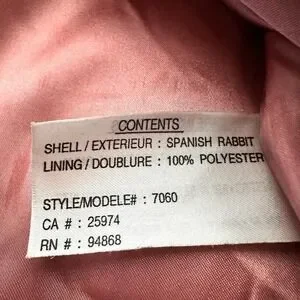 CONTENTS
SHELL / EXTERIEUR : SPANISH RABBIT
LINING / DOUBLURE : 100% POLYESTER
STYLE/MODELE# : 7060
CA # : 25974
RN # : 94868